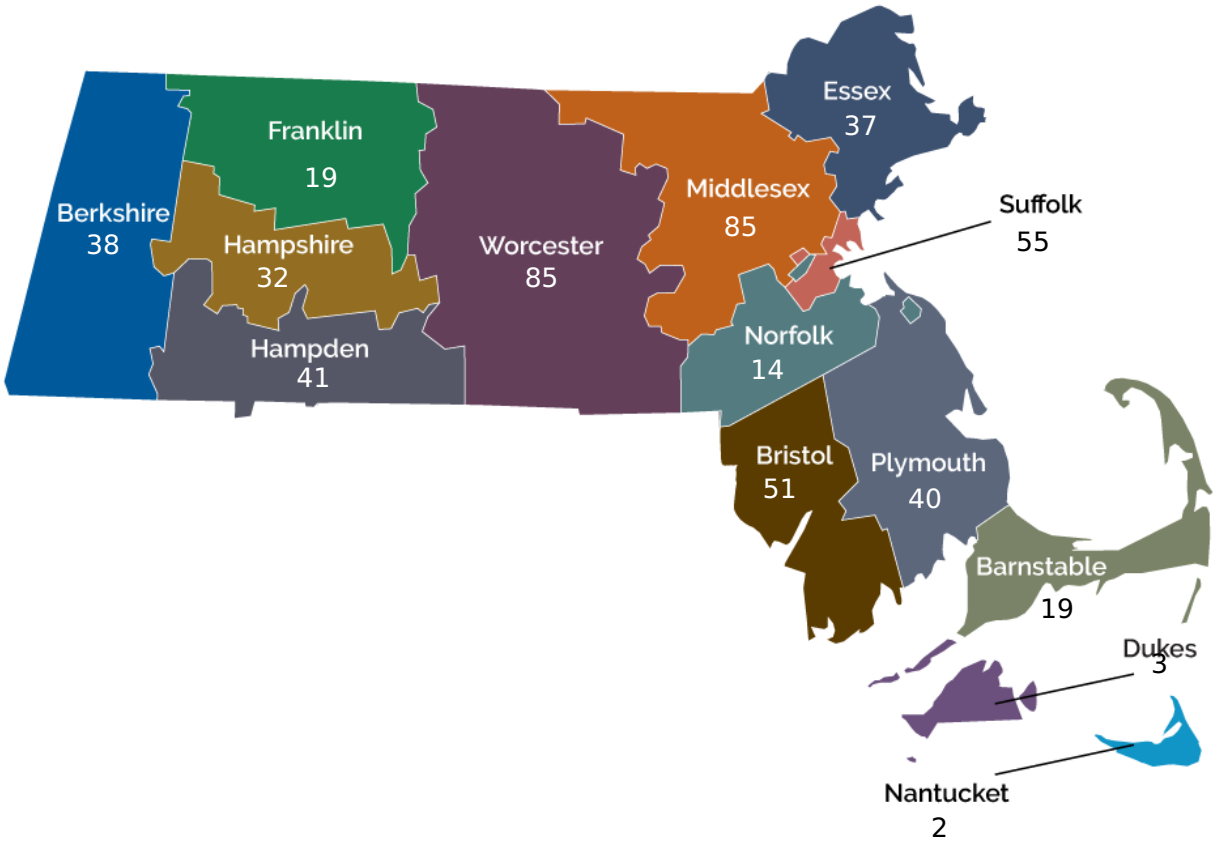 Essex
37
Franklin
19
Middlesex
85
Suffolk
55
Berkshire
38
Hampshire
32
Worcester
85
Norfolk
14
Hampden
41
Bristol
51
Plymouth
40
Barnstable
19
Dukes
3
Nantucket
2